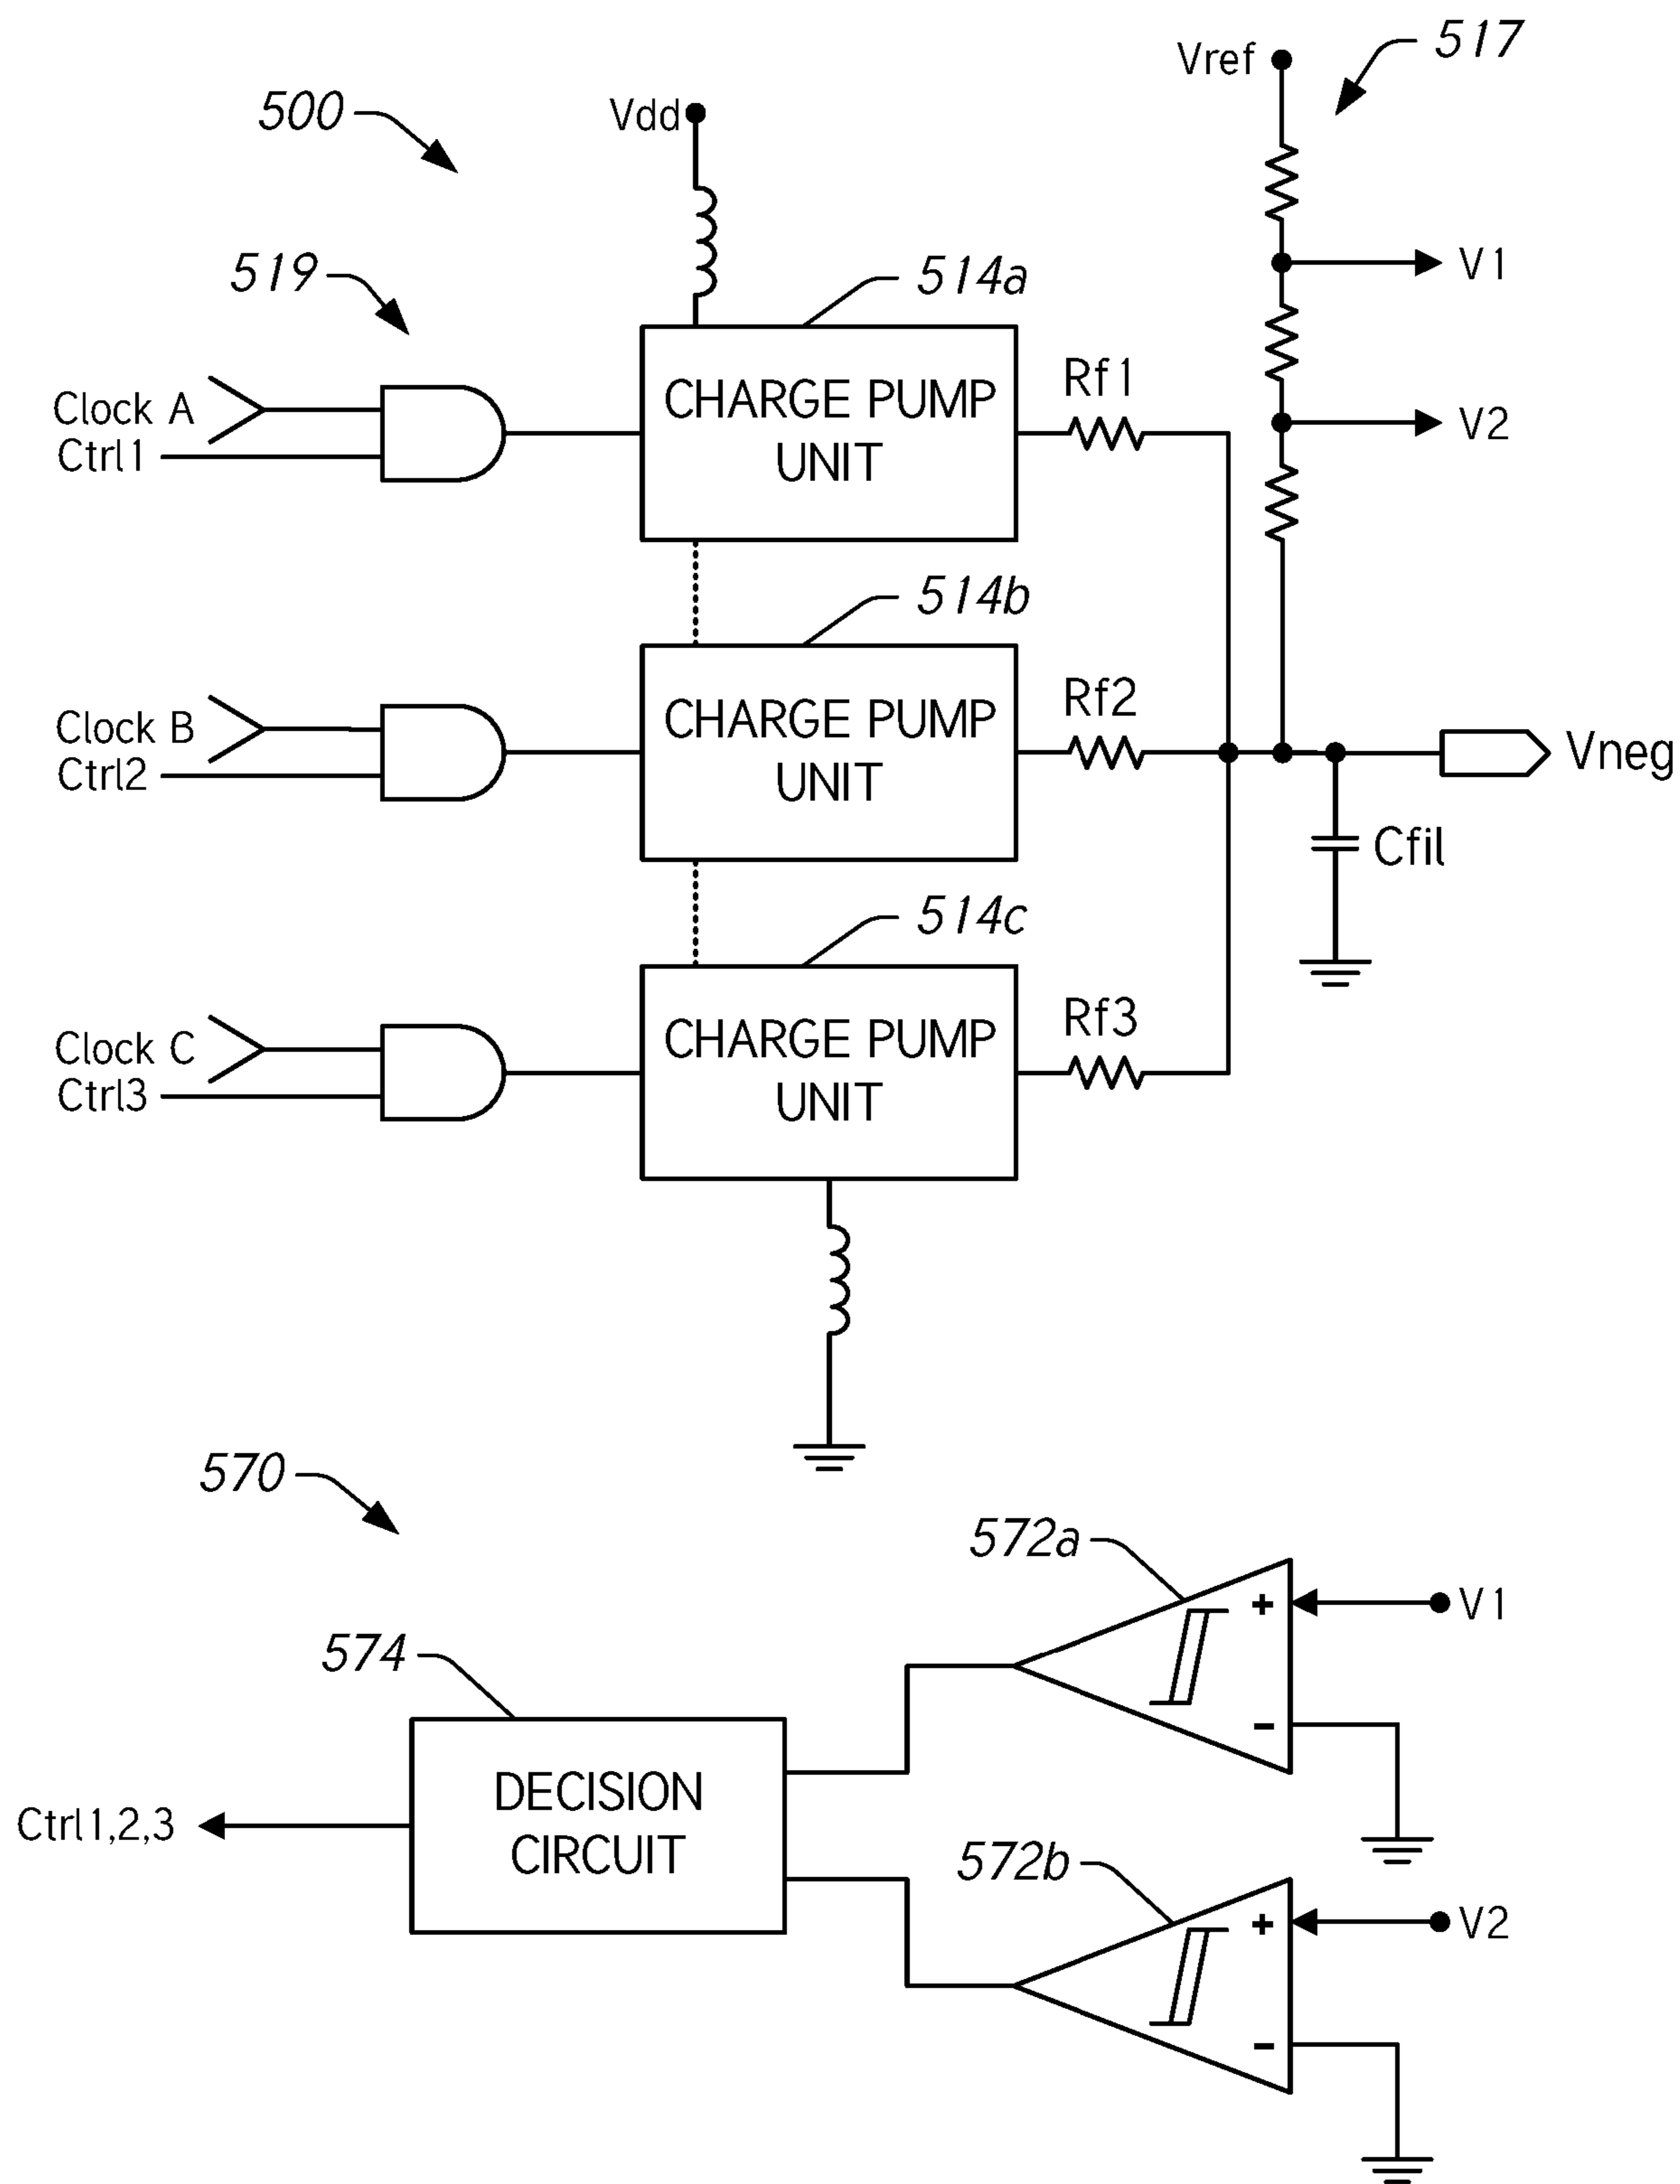 517
Vref
500
Vdd
519
514a
V1
Rf1
Clock A
CHARGE PUMP
UNIT
V2
Ctrl1
514b
Rf2
Clock B
CHARGE PUMP
UNIT
Vneg
Ctrl2
Cfil
514c
Rf3
Clock C
CHARGE PUMP
UNIT
Ctrl3
570
572a
+
V1
574
-
DECISION
CIRCUIT
Ctrl1,2,3
572b
+
V2
-